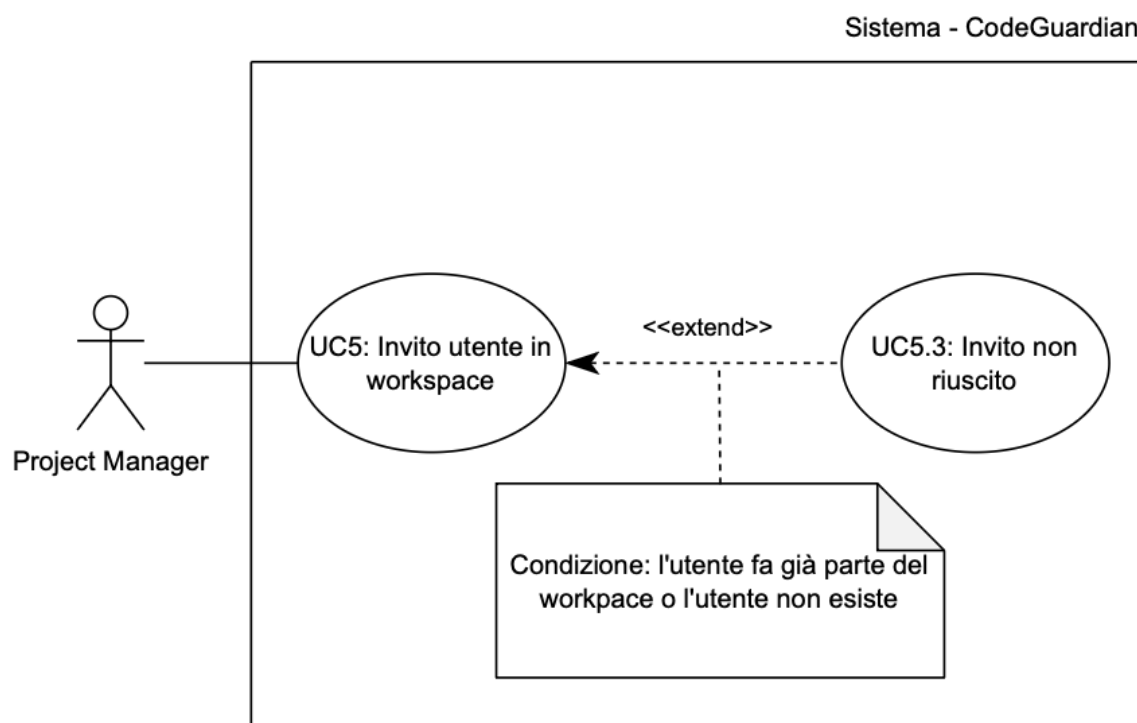 Sistema - CodeGuardian
UC5: Invito utente in
workspace
<<extend>>
UC5.3: Invito non
riuscito
Project Manager
Condizione: l'utente fa già parte del
workpace o l'utente non esiste